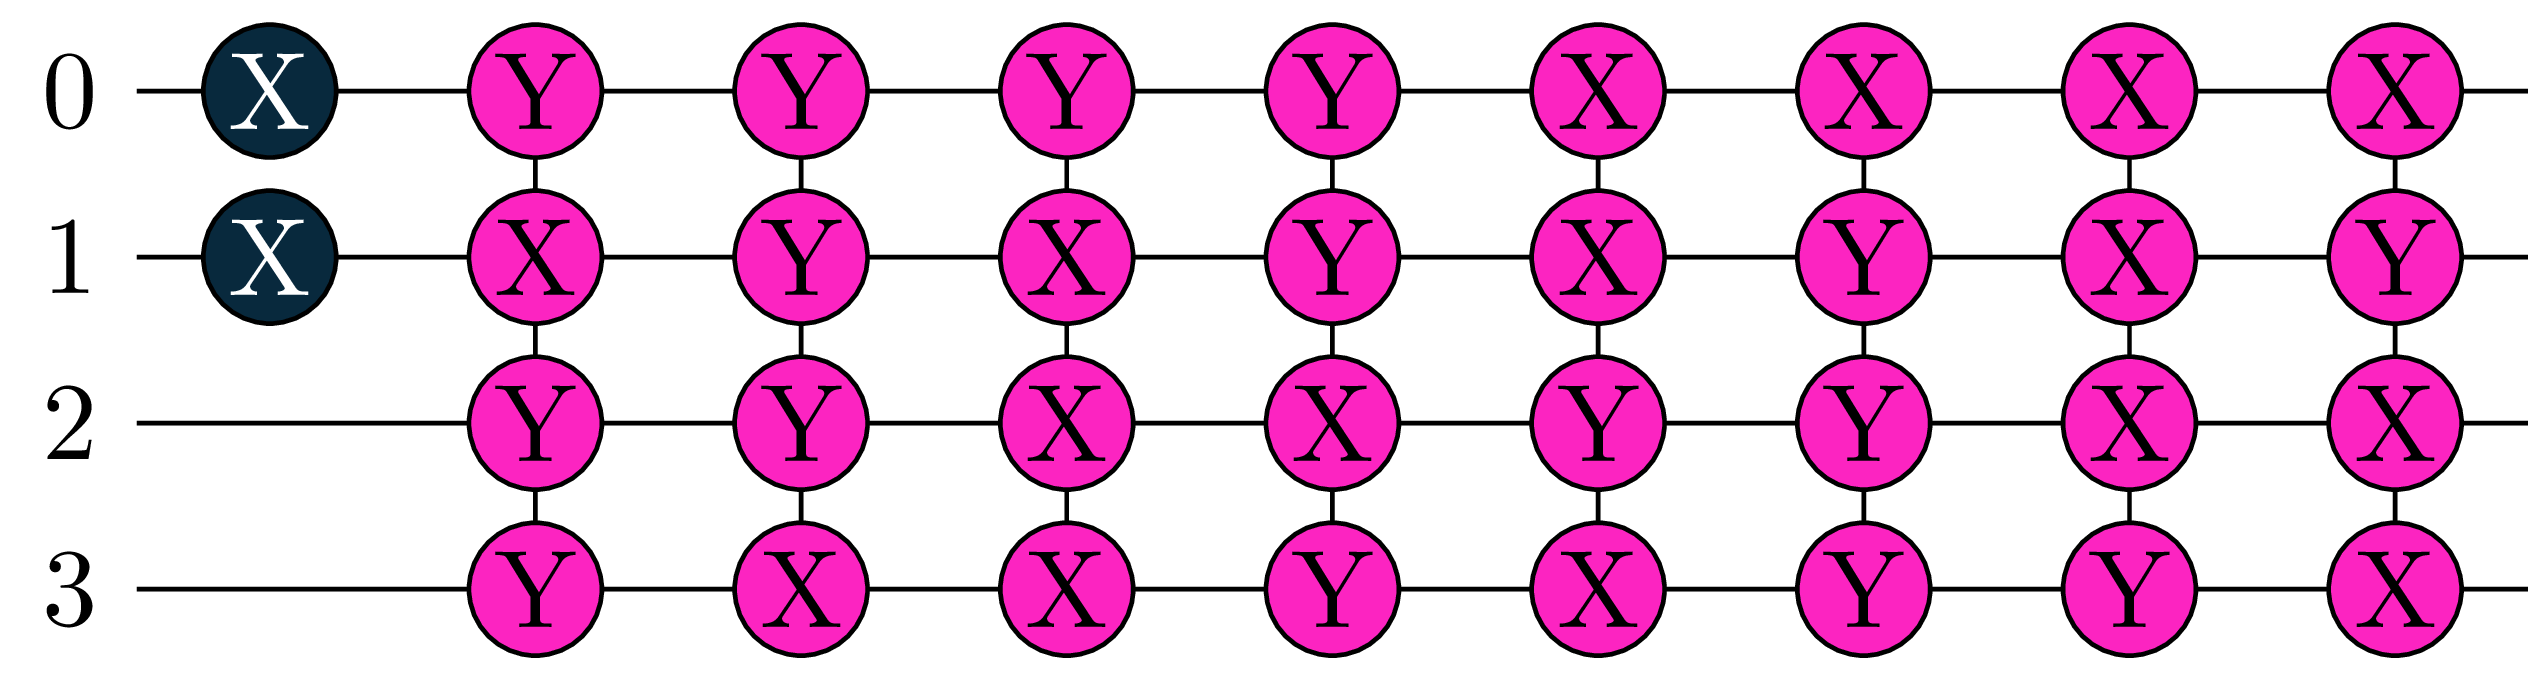 0 X Y Y Y Y X X X X
1 X X Y X Y X Y X Y
2 Y Y X X Y Y X X
3 Y X X Y X Y Y X